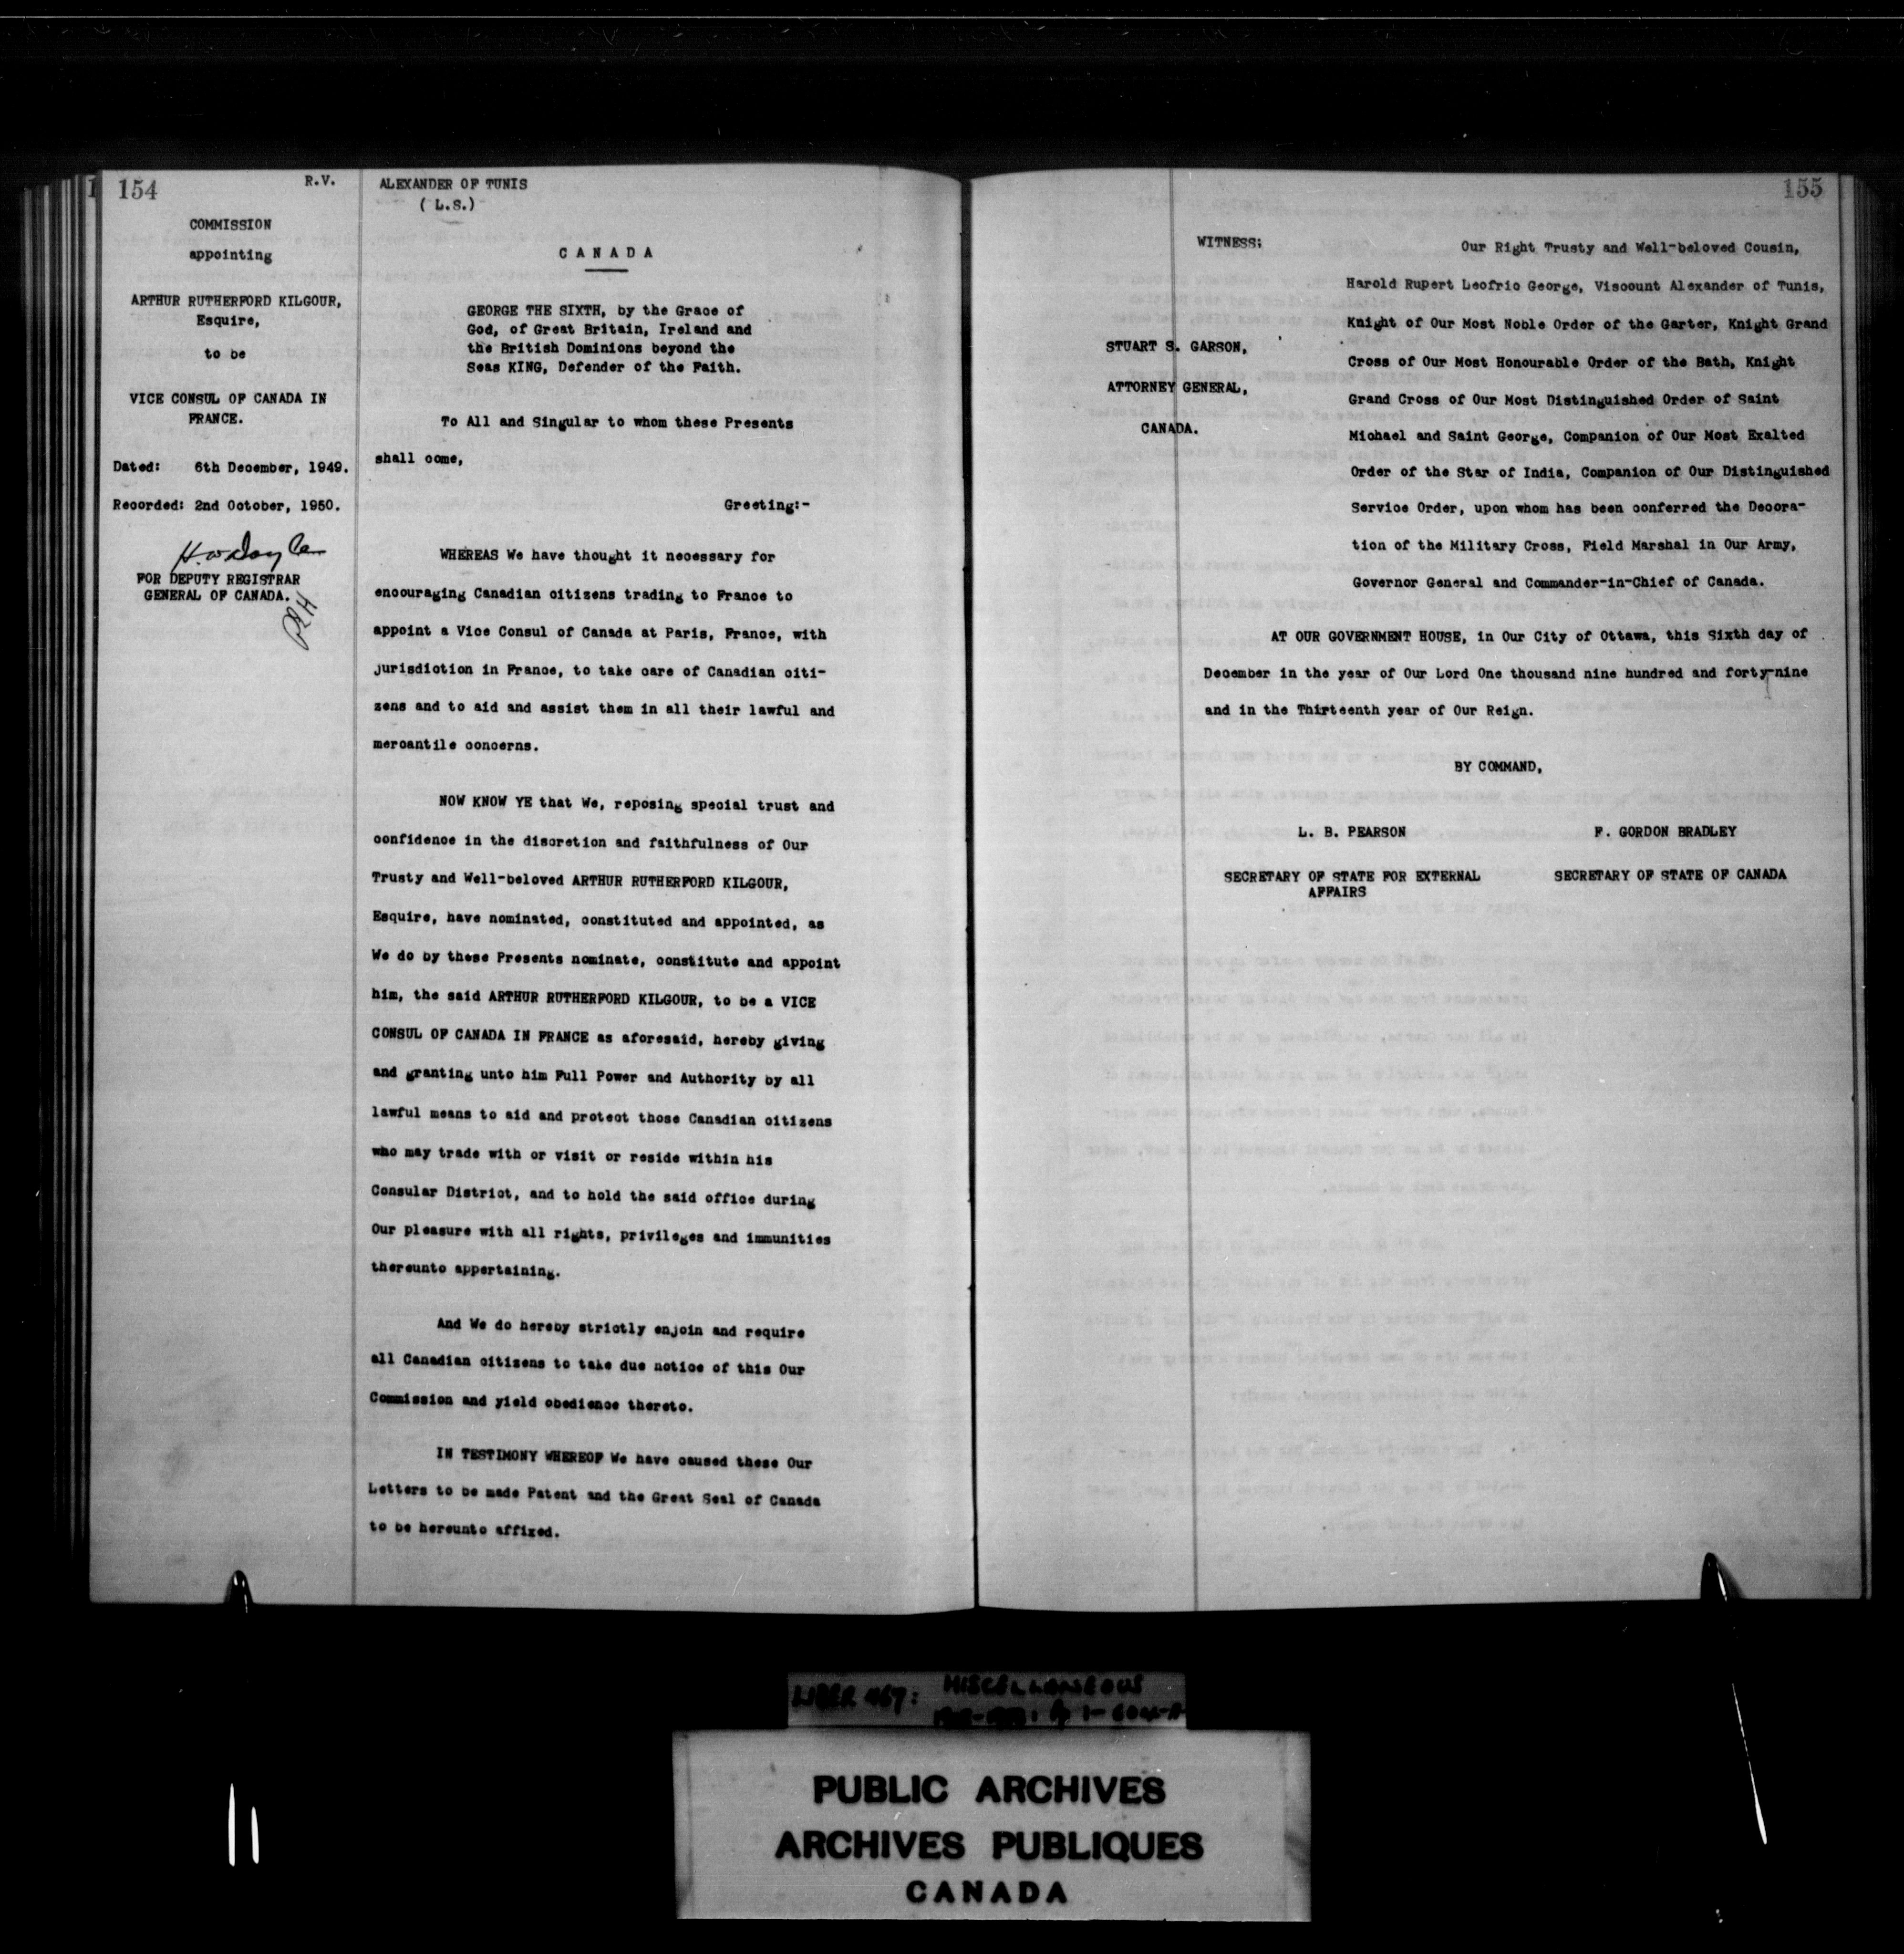 154
R.V.
COMMISSION
appointing
ARTHUR RUTHERFORD KILGOUR,
Esquire,
to be
VICE CONSUL OF CANADA IN
FRANCE.
Dated: 6th December, 1949.
Recorded: 2nd October, 1950.
FOR DEPUTY REGISTRAR
GENERAL OF CANADA.
ALEXANDER OF TUNIS
( L.S.)
C A N A D A
GEORGE THE SIXTH, by the Grace of
God, of Great Britain, Ireland and
the British Dominions beyond the
Seas KING, Defender of the Faith.
To All and Singular to whom these Presents
shall come,
Greeting:-
WHEREAS We have thought it necessary for
encouraging Canadian citizens trading to France to
appoint a Vice Consul of Canada at Paris, France, with
jurisdiction in France, to take care of Canadian citi-
zens and to aid and assist them in all their lawful and
mercantile concerns.
NOW KNOW YE that We, reposing special trust and
confidence in the discretion and faithfulness of Our
Trusty and Well-beloved ARTHUR RUTHERFORD KILGOUR,
Esquire, have nominated, constituted and appointed, as
We do by these Presents nominate, constitute and appoint
him, the said ARTHUR RUTHERFORD KILGOUR, to be a VICE
CONSUL OF CANADA IN FRANCE as aforesaid, hereby giving
and granting unto him Full Power and Authority by all
lawful means to aid and protect those Canadian citizens
who may trade with or visit or reside within his
Consular District, and to hold the said office during
Our pleasure with all rights, privileges and immunities
thereunto appertaining.
And We do hereby strictly enjoin and require
all Canadian citizens to take due notice of this Our
Commission and yield obedience thereto.
IN TESTIMONY WHEREOF We have caused these Our
Letters to be made Patent and the Great Seal of Canada
to be hereunto affixed.
155
WITNESS:
STUART S. GARSON,
ATTORNEY GENERAL,
CANADA.
Our Right Trusty and Well-beloved Cousin,
Harold Rupert Leofric George, Viscount Alexander of Tunis,
Knight of Our Most Noble Order of the Garter, Knight Grand
Cross of Our Most Honourable Order of the Bath, Knight
Grand Cross of Our Most Distinguished Order of Saint
Michael and Saint George, Companion of Our Most Exalted
Order of the Star of India, Companion of Our Distinguished
Service Order, upon whom has been conferred the Decora-
tion of the Military Cross, Field Marshal in Our Army,
Governor General and Commander-in-Chief of Canada.
AT OUR GOVERNMENT HOUSE, in Our City of Ottawa, this Sixth day of
December in the year of Our Lord One thousand nine hundred and forty-nine
and in the Thirteenth year of Our Reign.
BY COMMAND,
L. B. PEARSON
SECRETARY OF STATE FOR EXTERNAL
AFFAIRS
F. GORDON BRADLEY
SECRETARY OF STATE OF CANADA
LIBER 467: MISCELLANEOUS
PUBLIC ARCHIVES
ARCHIVES PUBLIQUES
CANADA